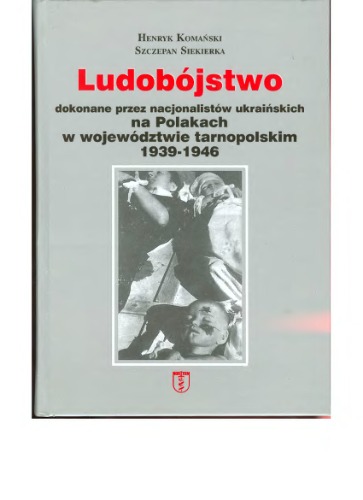 Henryk Komański
Szczepan Siekierka
Ludobójstwo
dokonane przez nacjonalistów ukraińskich
na Polakach
w województwie tarnopolskim
1939-1946